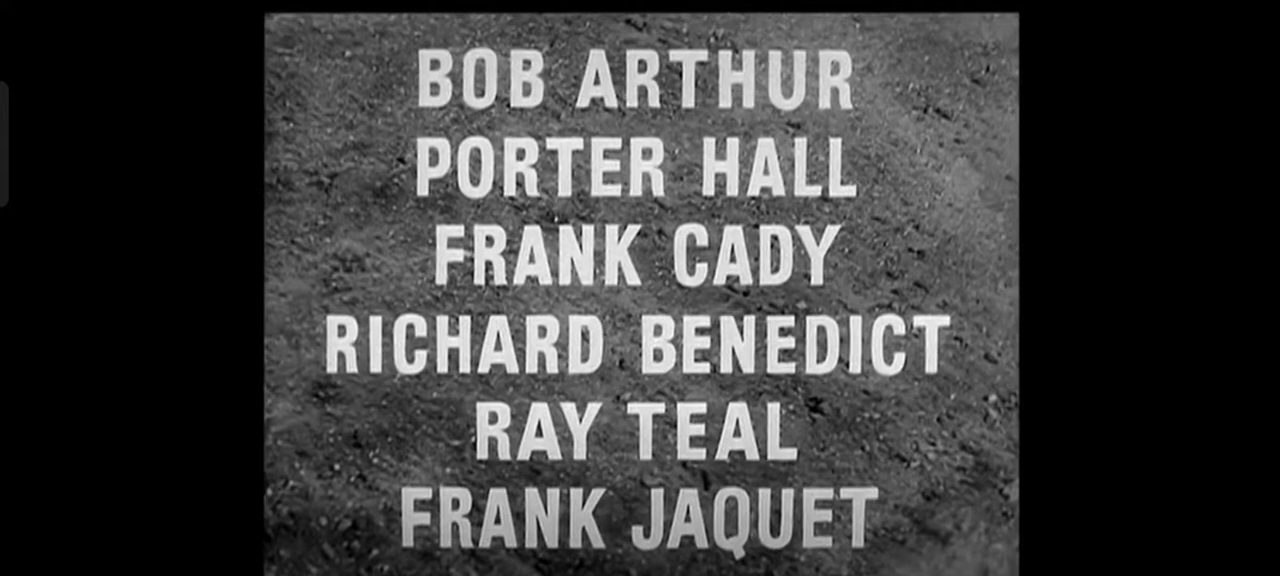 BOB ARTHUR
PORTER HALL
FRANK CADY
RICHARD BENEDICT
RAY TEAL
FRANK JAQUET